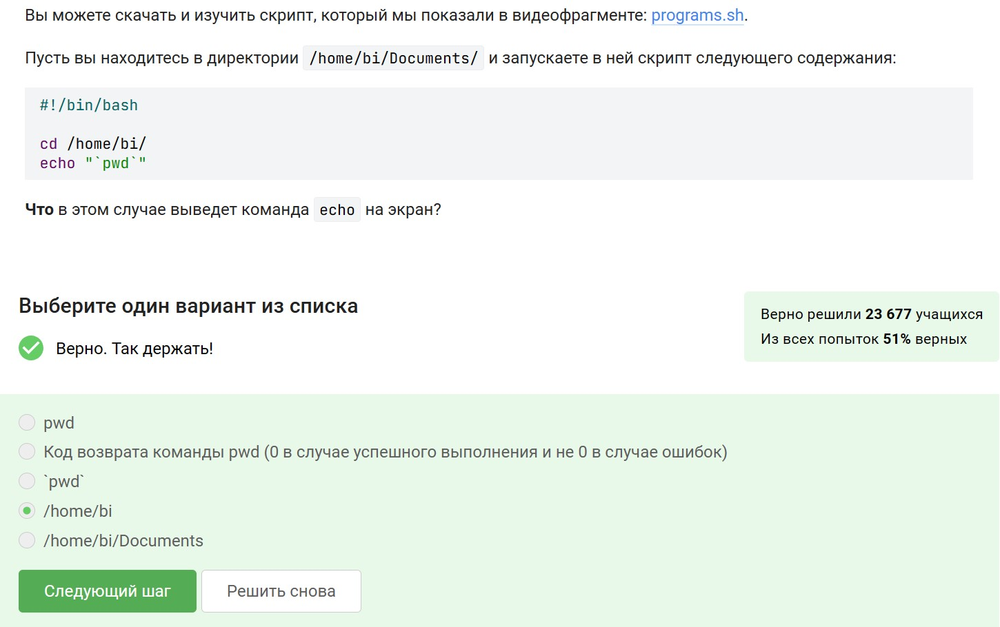 Вы можете скачать и изучить скрипт, который мы показали в видеофрагменте: programs.sh.
Пусть вы находитесь в директории /home/bi/Documents/ и запускаете в ней скрипт следующего содержания:
#!/bin/bash
cd /home/bi/
echo "`pwd`"
Что в этом случае выведет команда echo на экран?
Выберите один вариант из списка
Верно. Так держать!
Верно решили 23 677 учащихся
Из всех попыток 51% верных
pwd
Код возврата команды pwd (0 в случае успешного выполнения и не 0 в случае ошибок)
`pwd`
/home/bi
/home/bi/Documents
Следующий шаг
Решить снова